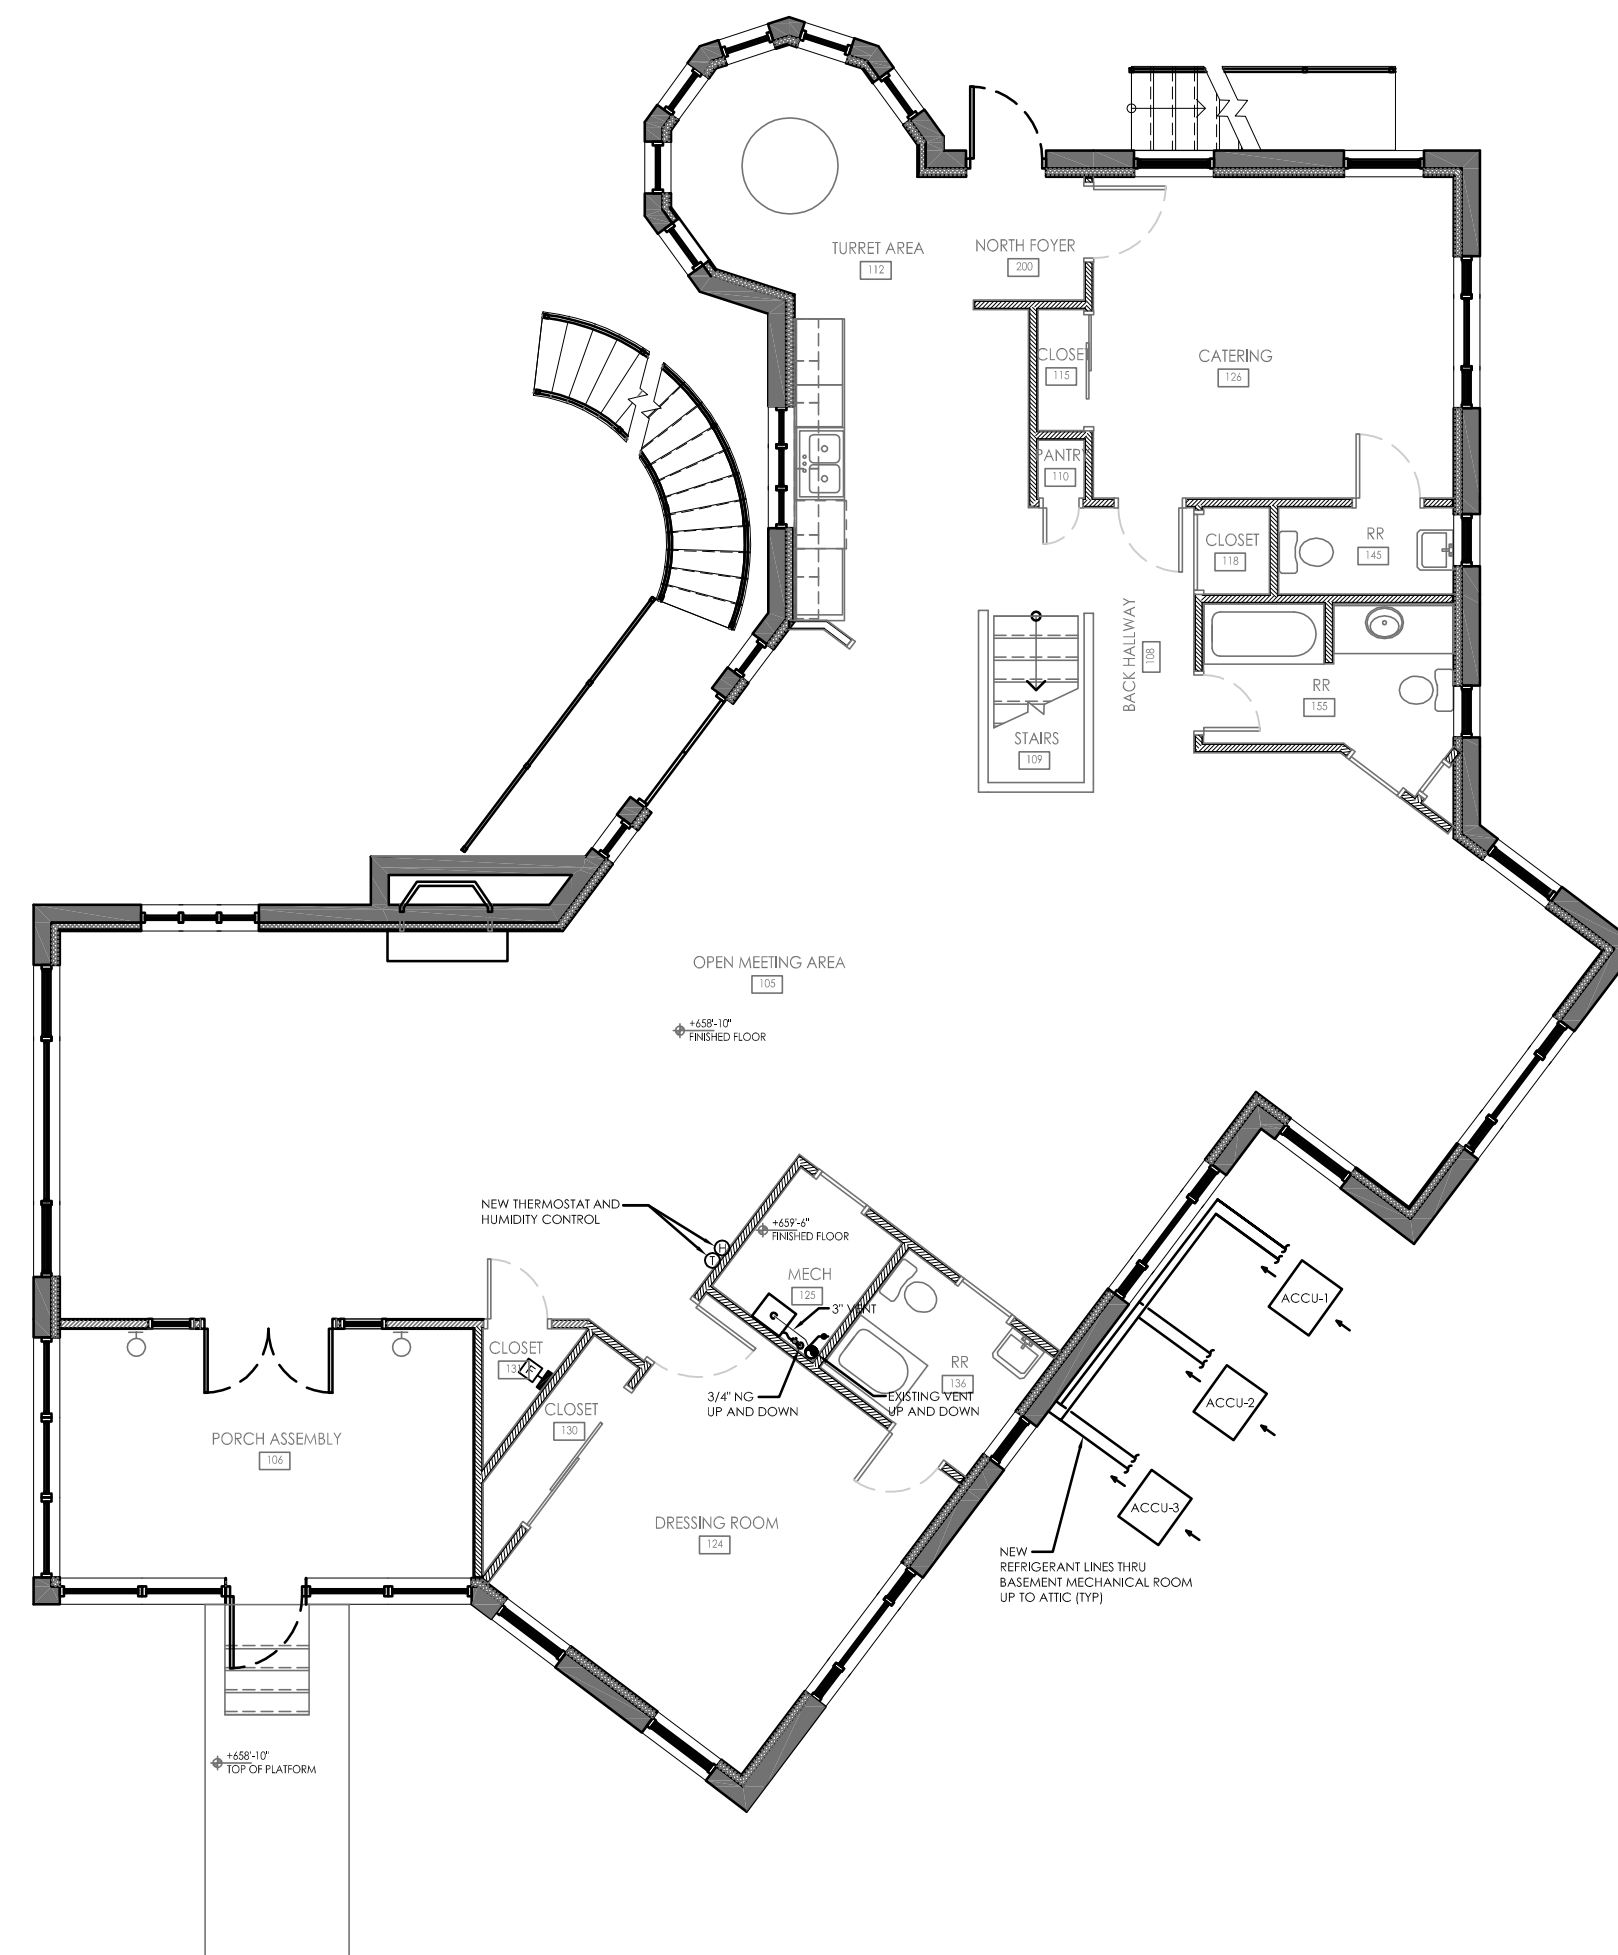 TURRET AREA
112
NORTH FOYER
200
CLOSET
115
CATERING
126
PANTRY
110
CLOSET
118
RR
145
BACK HALLWAY
108
RR
155
STAIRS
109
OPEN MEETING AREA
105
+658'-10"
FINISHED FLOOR
NEW THERMOSTAT AND
HUMIDITY CONTROL
H
T
+659'-6"
FINISHED FLOOR
MECH
125
3" VENT
ACCU-1
CLOSET
131
F
RR
136
3/4" NG
UP AND DOWN
EXISTING VENT
UP AND DOWN
ACCU-2
CLOSET
130
PORCH ASSEMBLY
106
ACCU-3
DRESSING ROOM
124
NEW
REFRIGERANT LINES THRU
BASEMENT MECHANICAL ROOM
UP TO ATTIC (TYP)
+658'-10"
TOP OF PLATFORM